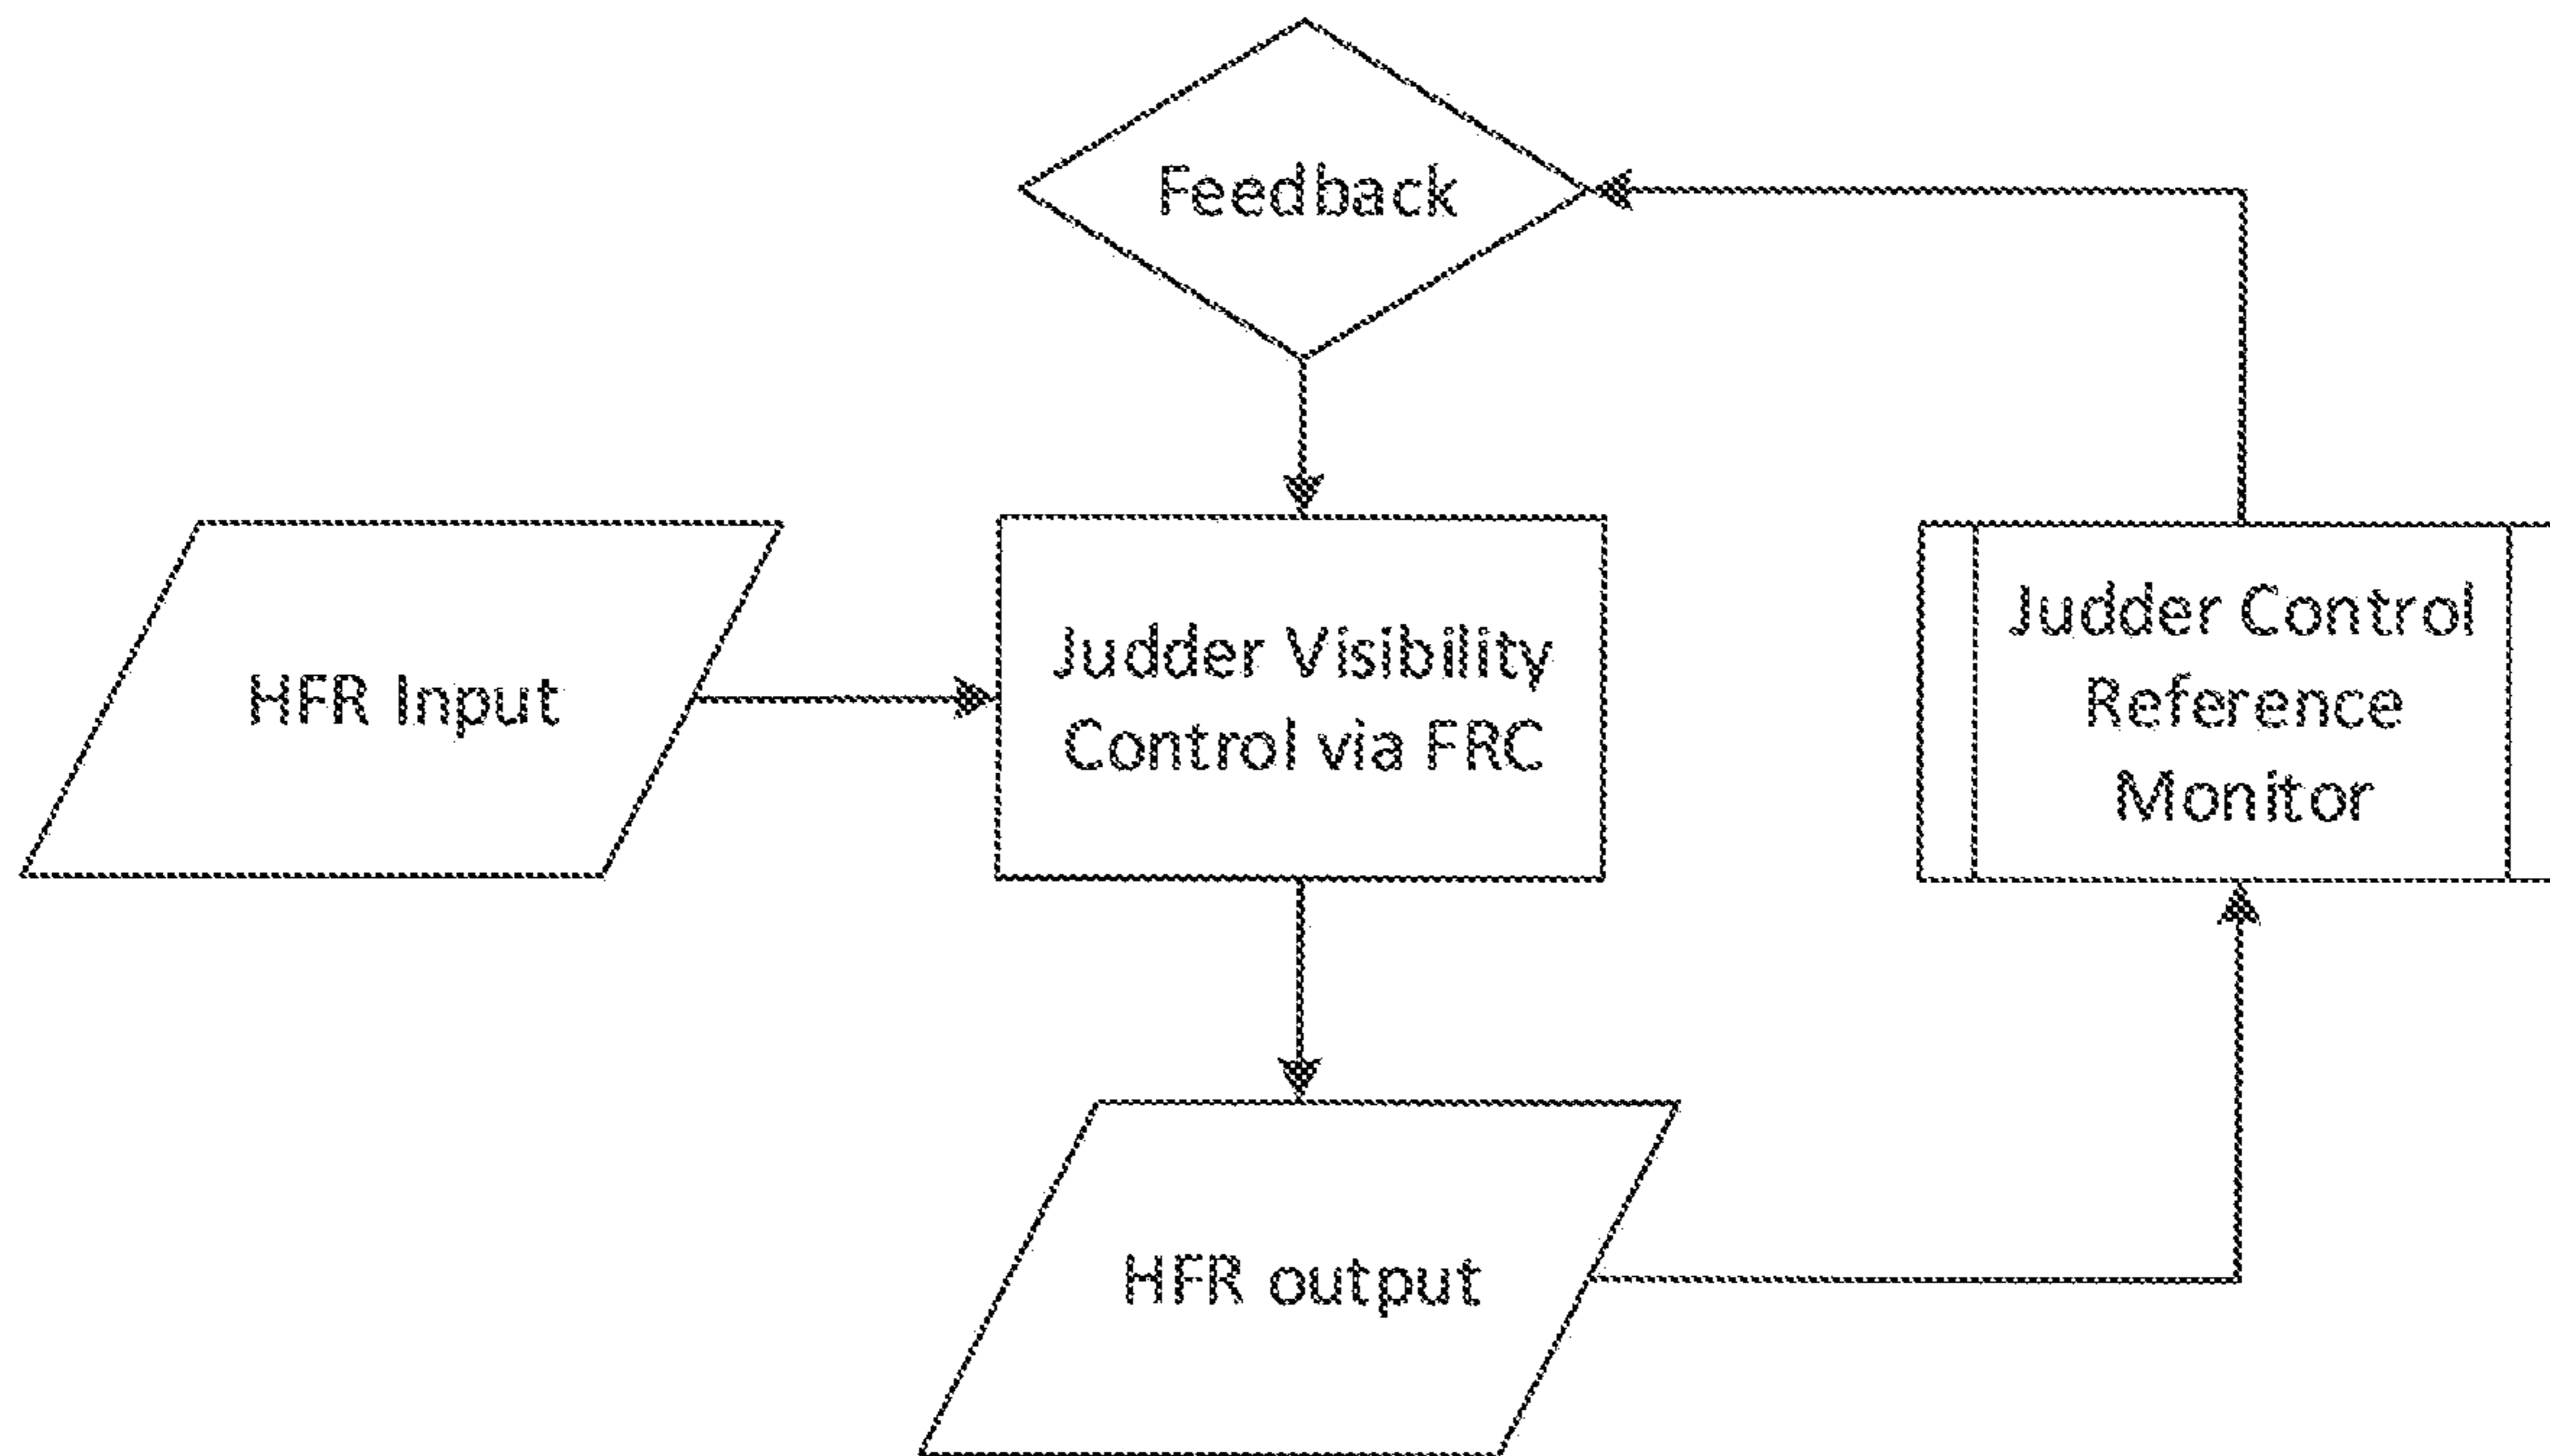 Feedback
HFR Input
Judder Visibility
Control via FRC
Judder Control
Reference
Monitor
HFR output